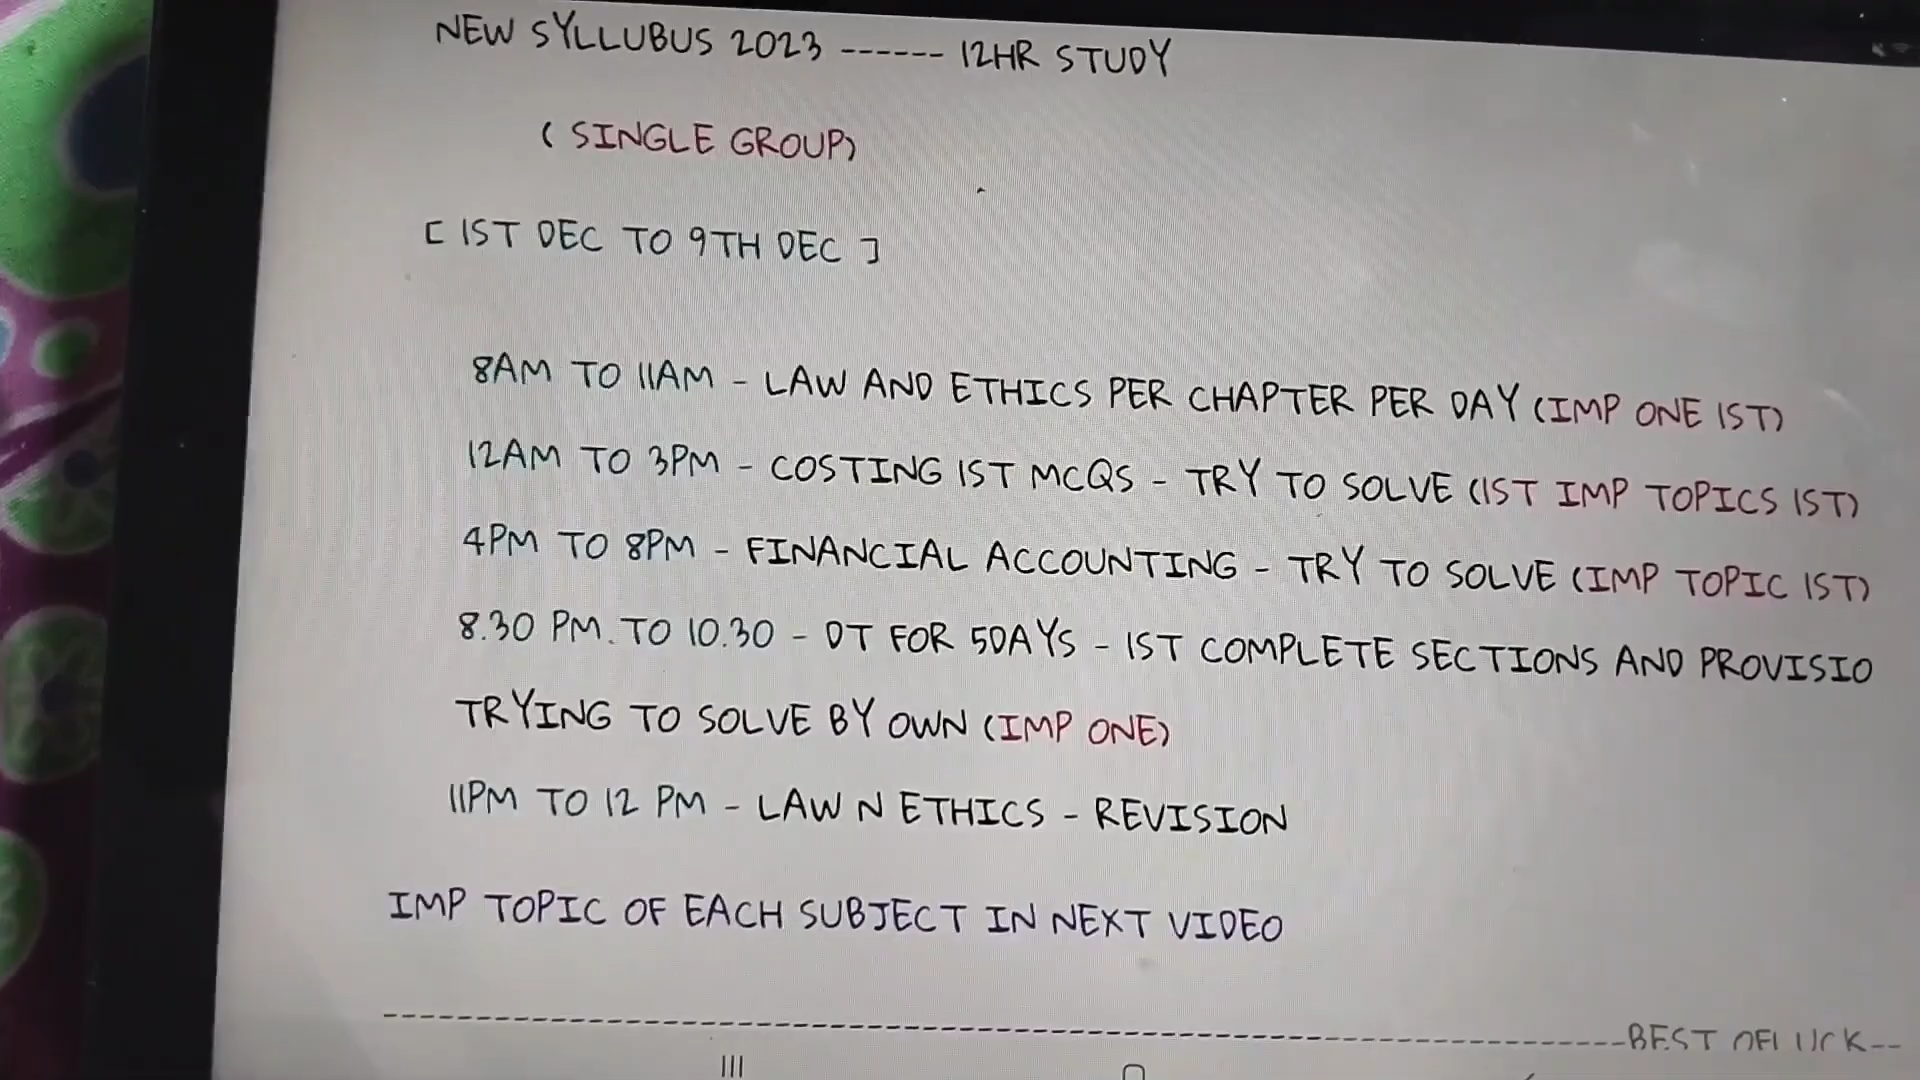 NEW SYLLUBUS 2023 ------ 12HR STUDY
( SINGLE GROUP)
[ 1ST DEC TO 9TH DEC ]
8AM TO 11AM - LAW AND ETHICS PER CHAPTER PER DAY (IMP ONE 1ST)
12AM TO 3PM - COSTING 1ST MCQS - TRY TO SOLVE (1ST IMP TOPICS 1ST)
4PM TO 8PM - FINANCIAL ACCOUNTING - TRY TO SOLVE (IMP TOPIC 1ST)
8.30 PM. TO 10.30 - DT FOR 5DAYS - 1ST COMPLETE SECTIONS AND PROVISIO
TRYING TO SOLVE BY OWN (IMP ONE)
11PM TO 12 PM - LAW N ETHICS - REVISION
IMP TOPIC OF EACH SUBJECT IN NEXT VIDEO
BEST OFLUCK--